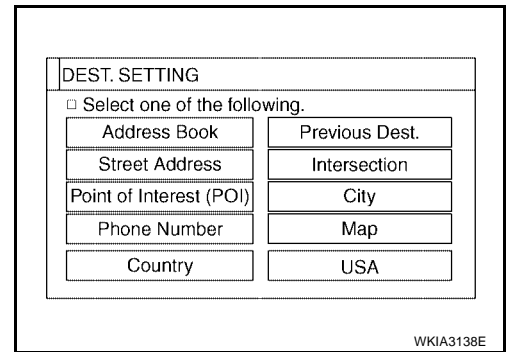 DEST. SETTING
□ Select one of the following.
Address Book Previous Dest.
Street Address Intersection
Point of Interest (POI) City
Phone Number Map
Country USA
WKIA3138E